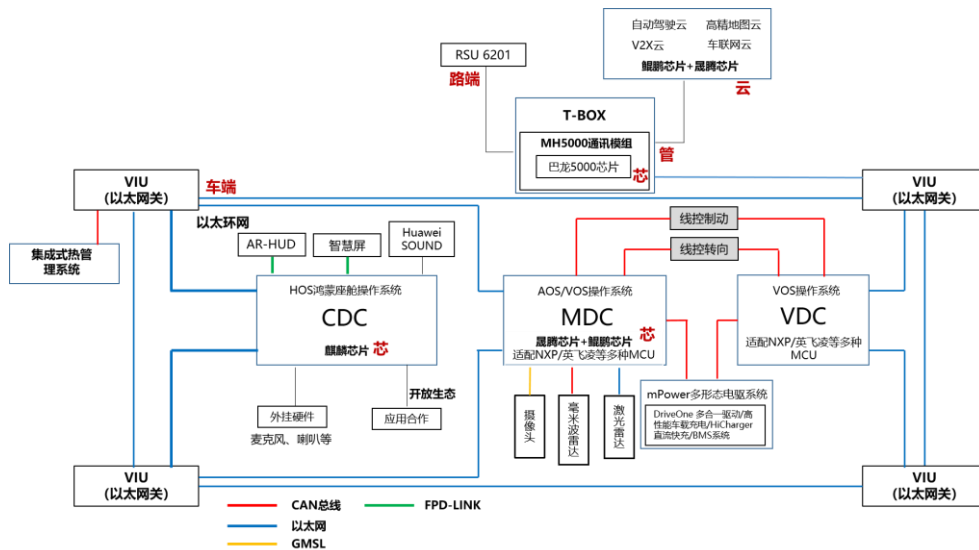 自动驾驶云 高精地图云
V2X云 车联网云
鲲鹏芯片+晟腾芯片
云
RSU 6201
路端
T-BOX
MH5000通讯模组
巴龙5000芯片
芯
管
VIU
(以太网关)
车端
VIU
(以太网关)
以太环网
线控制动
线控转向
集成式热管
理系统
AR-HUD
智慧屏
Huawei
SOUND
HOS鸿蒙座舱操作系统
CDC
麒麟芯片 芯
AOS/VOS操作系统
MDC
芯
晟腾芯片+鲲鹏芯片
适配NXP/英飞凌等多种MCU
VOS操作系统
VDC
适配NXP/英飞凌等多种
MCU
开放生态
外挂硬件
麦克风、喇叭等
应用合作
摄像头
毫米波雷达
激光雷达
mPower多形态电驱系统
DriveOne 多合一驱动/高
性能车载充电/HiCharger
直流快充/BMS系统
VIU
(以太网关)
VIU
(以太网关)
CAN总线
FPD-LINK
以太网
GMSL